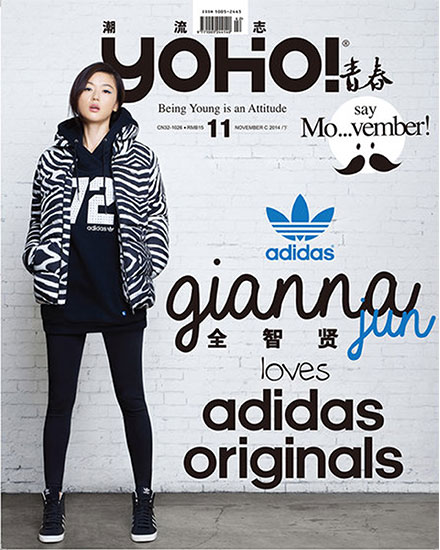 ISSN 1005-2445
潮流志
YOHO!®青春
Being Young is an Attitude
CN32-1026 • RMB15 11 NOVEMBER C 2014 /
say
Mo...vember!
72
adidas
adidas
gianna
jun
全智贤
loves
adidas
originals